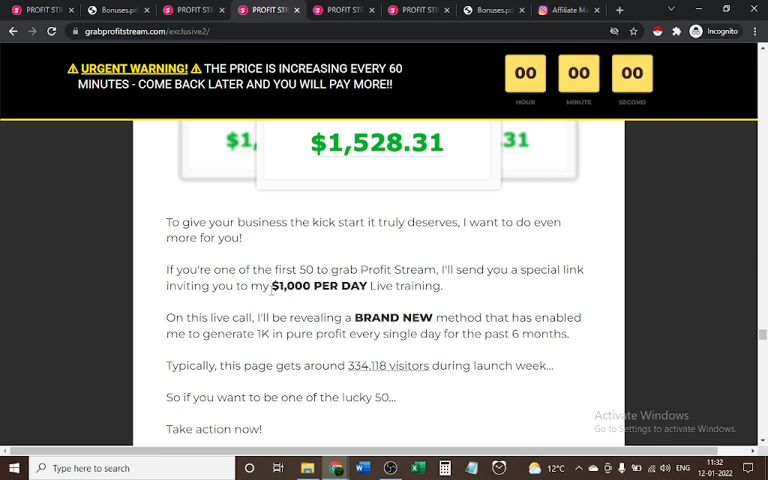 PROFIT STR
Bonuses.pd
PROFIT STR
PROFIT STR
PROFIT STR
PROFIT STR
Bonuses.pd
Affiliate Ma
grabprofitstream.com/exclusive2/
Incognito
⚠ URGENT WARNING! ⚠ THE PRICE IS INCREASING EVERY 60
MINUTES - COME BACK LATER AND YOU WILL PAY MORE!!
00 00 00
HOUR MINUTE SECOND
$1, $1,528.31 31
To give your business the kick start it truly deserves, I want to do even
more for you!
If you're one of the first 50 to grab Profit Stream, I'll send you a special link
inviting you to my $1,000 PER DAY Live training.
On this live call, I'll be revealing a BRAND NEW method that has enabled
me to generate 1K in pure profit every single day for the past 6 months.
Typically, this page gets around 334,118 visitors during launch week...
So if you want to be one of the lucky 50...
Take action now!
Activate Windows
Go to Settings to activate Windows.
Type here to search
12°C
ENG
11:32
12-01-2022